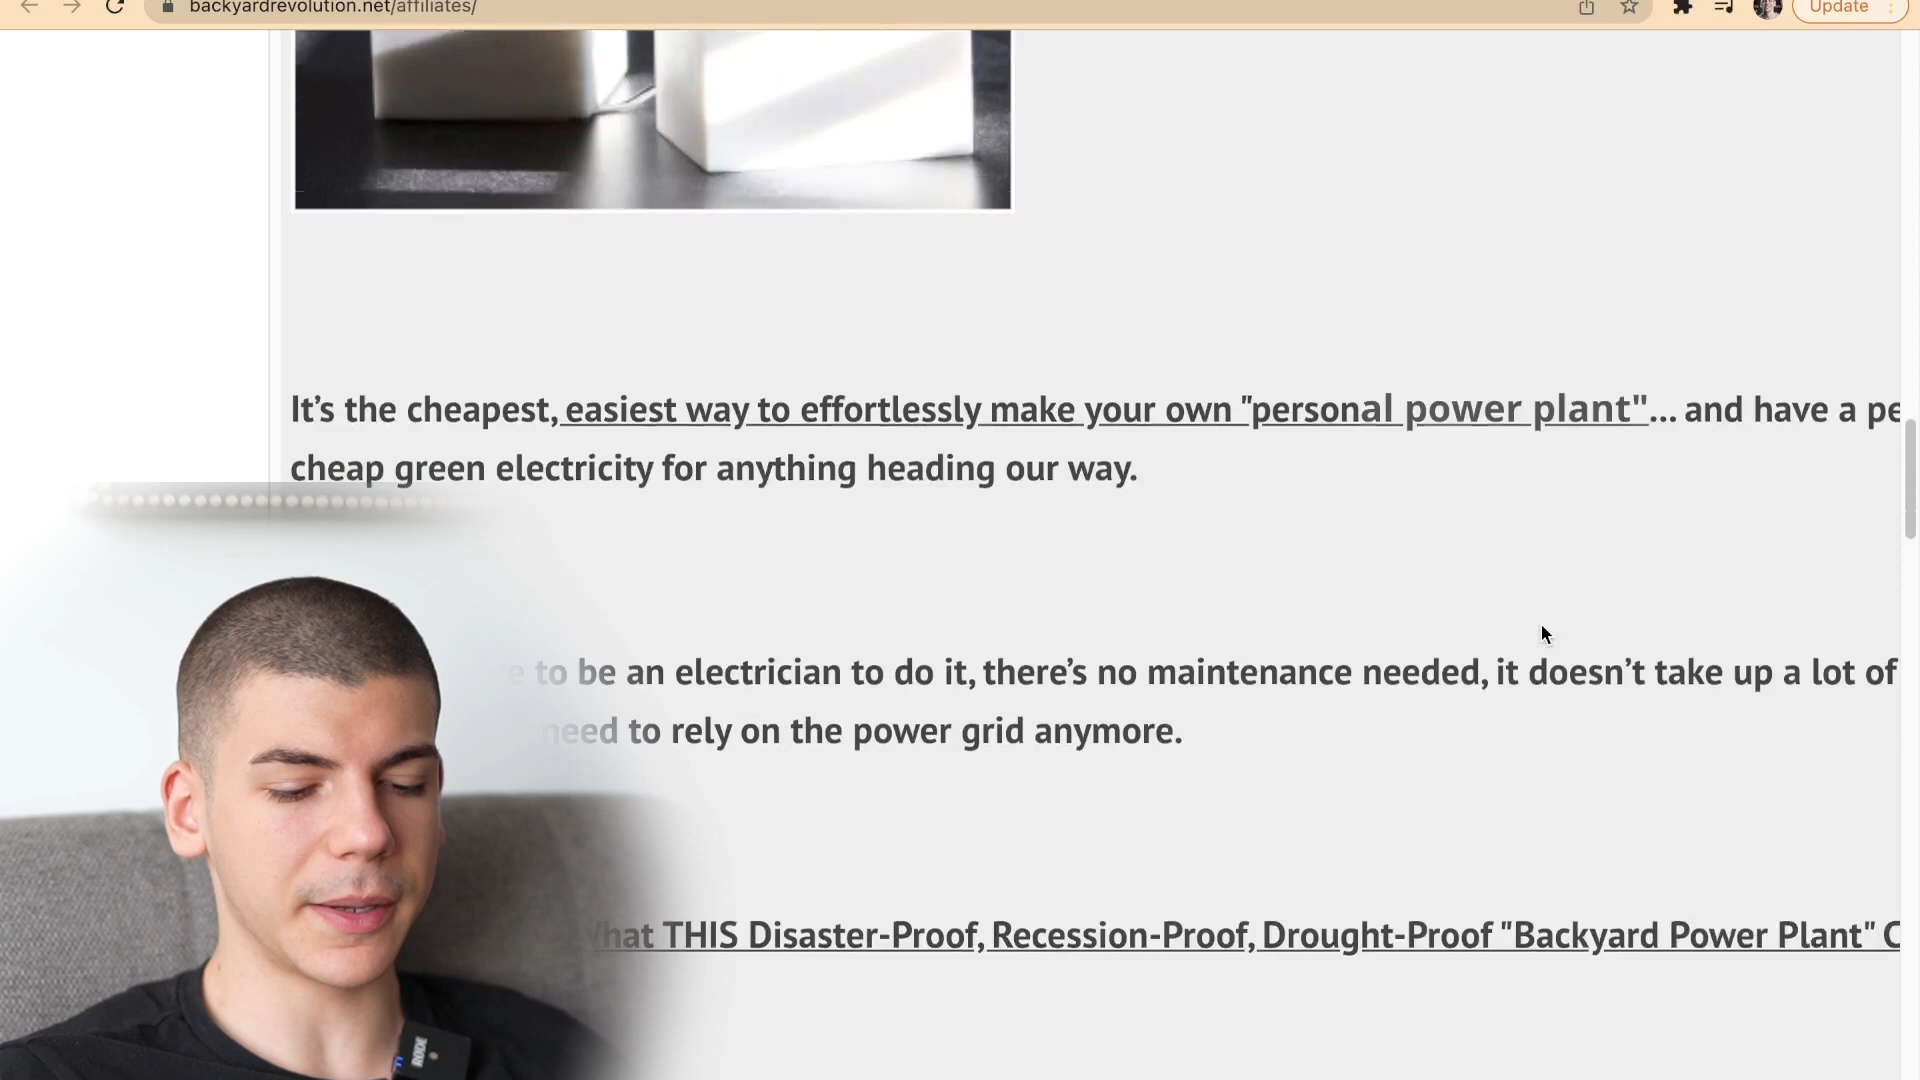 backyardrevolution.net/affiliates/
Update
It’s the cheapest, easiest way to effortlessly make your own "personal power plant"... and have a pe
cheap green electricity for anything heading our way.
to be an electrician to do it, there’s no maintenance needed, it doesn’t take up a lot of
need to rely on the power grid anymore.
What THIS Disaster-Proof, Recession-Proof, Drought-Proof "Backyard Power Plant" C
RODE